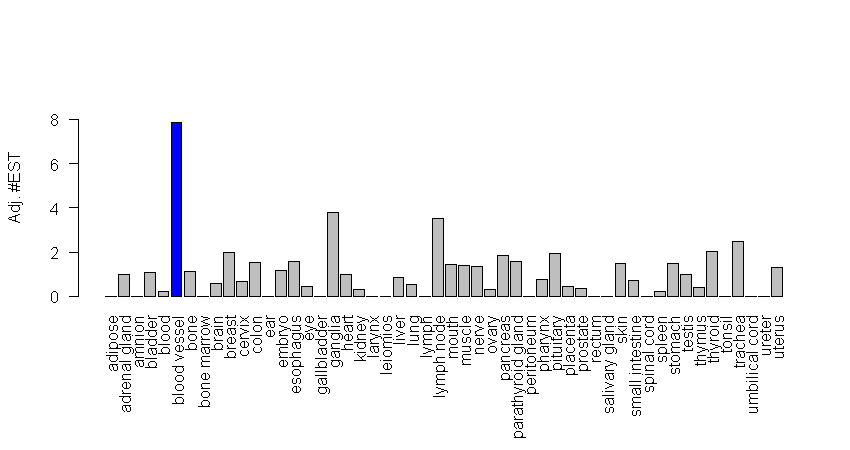 Adj. #EST
8
6
4
2
0
adipose
adrenal gland
amnion
bladder
blood
blood vessel
bone
bone marrow
brain
breast
cervix
colon
ear
embryo
esophagus
eye
gallbladder
ganglia
heart
kidney
larynx
leiomios
liver
lung
lymph
lymph node
mouth
muscle
nerve
ovary
pancreas
parathyroid gland
peritoneum
pharynx
pituitary
placenta
prostate
rectum
salivary gland
skin
small intestine
spinal cord
spleen
stomach
testis
thymus
thyroid
tonsil
trachea
umbilical cord
ureter
uterus